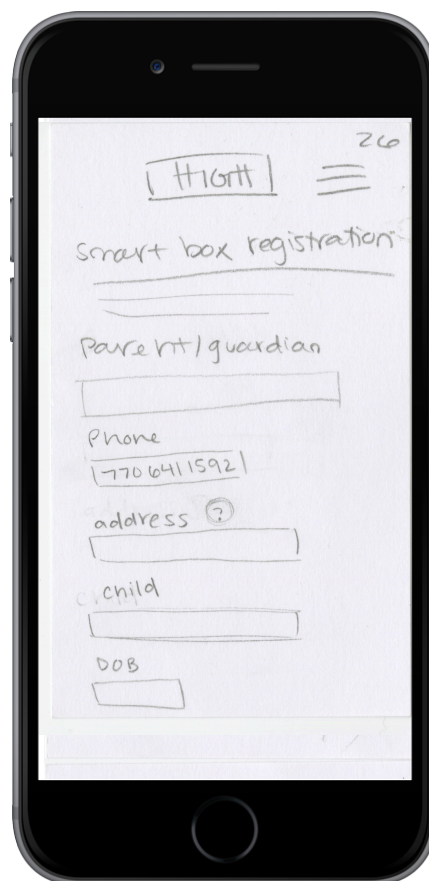 26
HIGH
smart box registration
Parent/guardian
Phone
7706411592
address ?
child
DOB